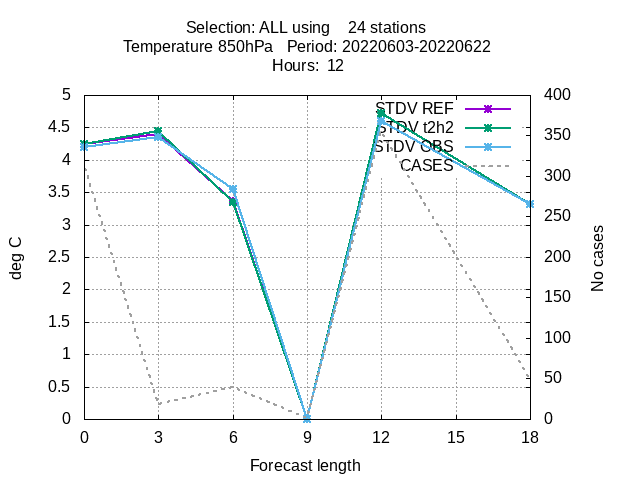 Selection: ALL using    24 stations
Temperature 850hPa   Period: 20220603-20220622
Hours:  12
5
4.5
4
3.5
3
2.5
2
1.5
1
0.5
0
400
350
300
250
200
150
100
50
0
STDV REF
STDV t2h2
STDV OBS
CASES
deg C
No cases
0 3 6 9 12 15 18
Forecast length